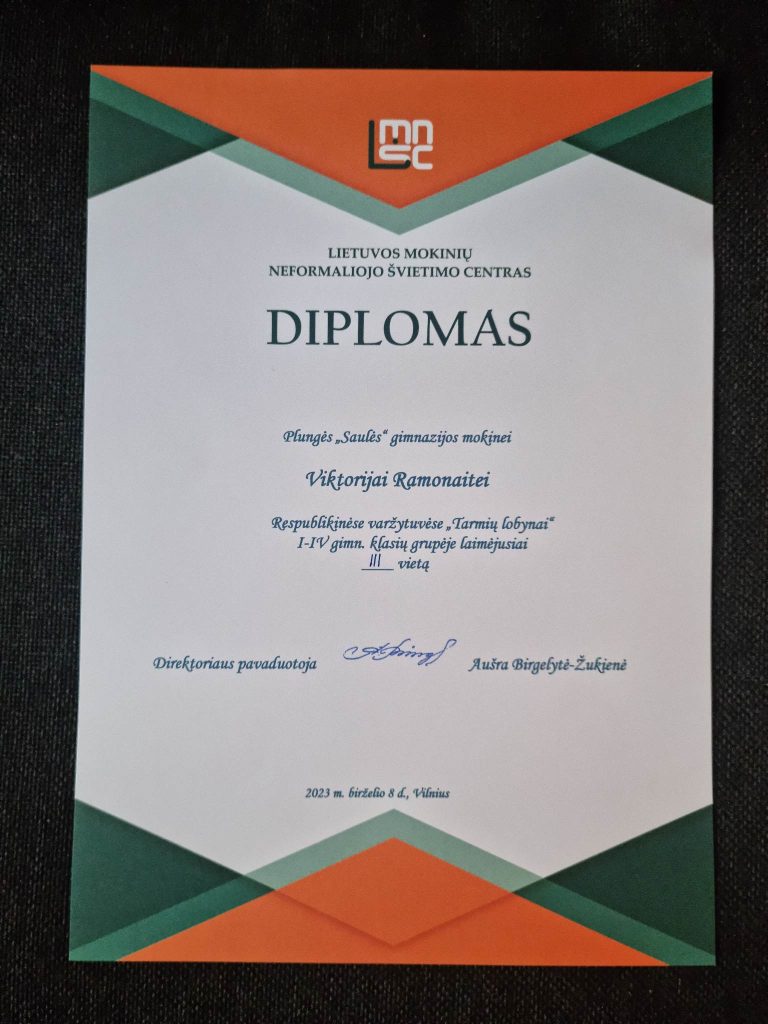 LMNŠC
LIETUVOS MOKINIŲ
NEFORMALIOJO ŠVIETIMO CENTRAS
DIPLOMAS
Plungės „Saulės“ gimnazijos mokinei
Viktorijai Ramonaitei
Respublikinėse varžytuvėse „Tarmių lobynai“
I-IV gimn. klasių grupėje laimėjusiai
III vietą
Direktoriaus pavaduotoja Aušra Birgelytė-Žukienė
2023 m. birželio 8 d., Vilnius